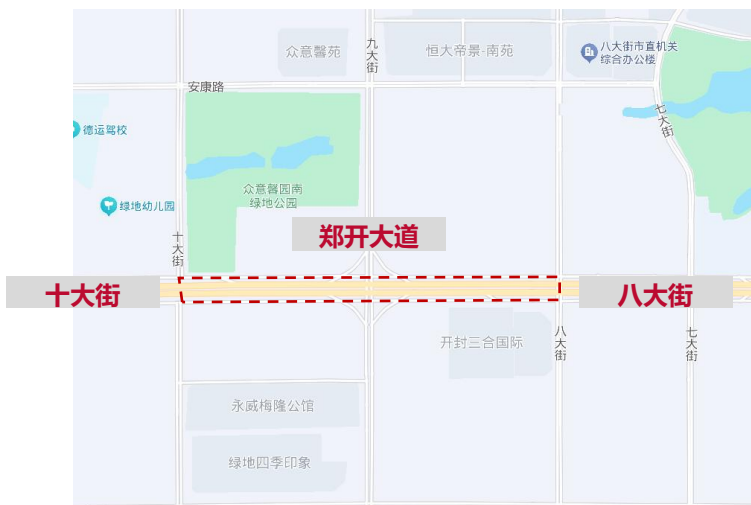 众意馨苑
九大街
恒大帝景-南苑
八大街市直机关
综合办公楼
安康路
七大街
德运驾校
众意馨园南
绿地公园
绿地幼儿园
十大街
郑开大道
十大街
八大街
开封三合国际
八大街
七大街
永威梅隆公馆
绿地四季印象